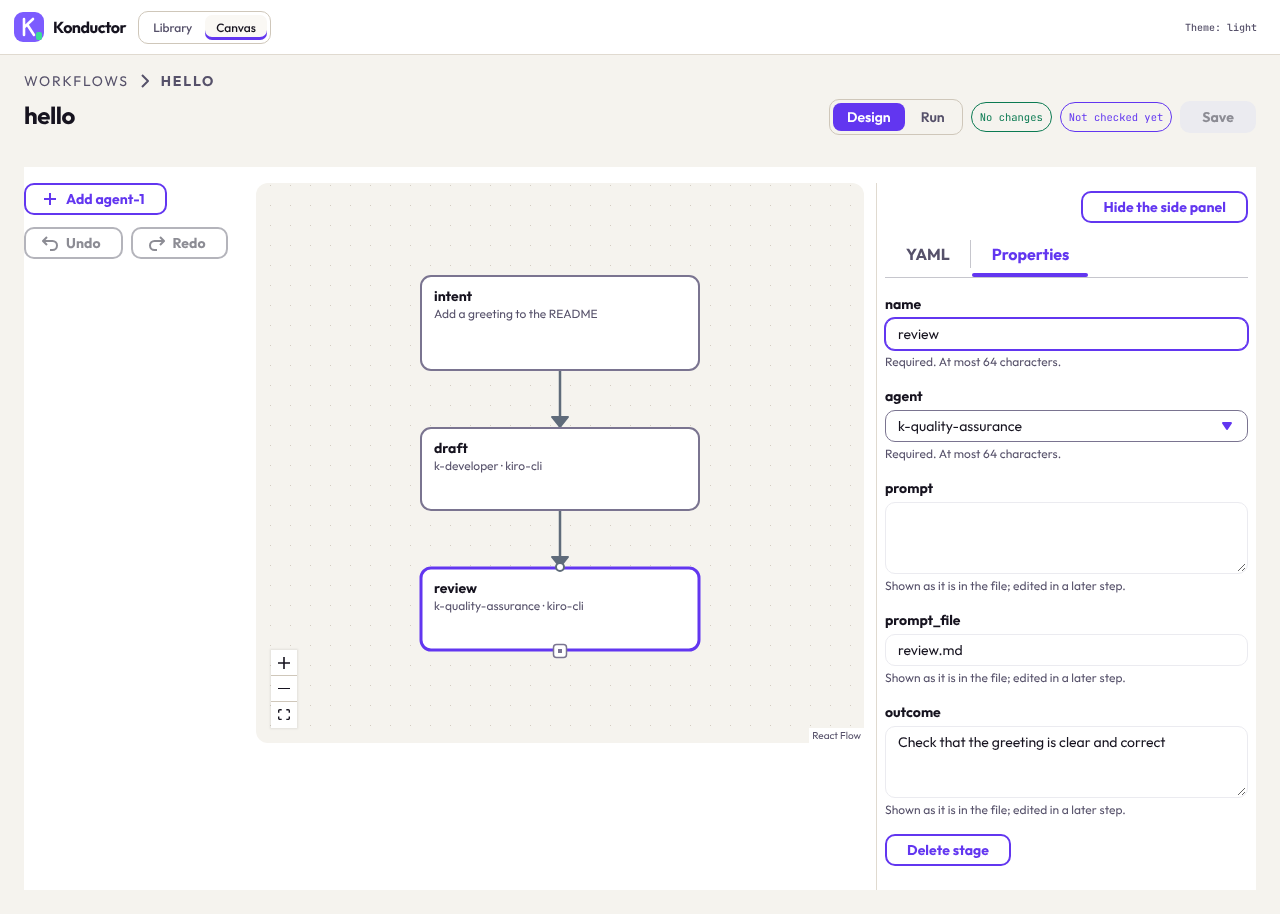 Konductor
Library
Canvas
Theme: light
WORKFLOWS > HELLO
hello
Design
Run
No changes
Not checked yet
Save
Add agent-1
Undo
Redo
intent
Add a greeting to the README
draft
k-developer · kiro-cli
review
k-quality-assurance · kiro-cli
React Flow
Hide the side panel
YAML
Properties
name
review
Required. At most 64 characters.
agent
k-quality-assurance
Required. At most 64 characters.
prompt
Shown as it is in the file; edited in a later step.
prompt_file
review.md
Shown as it is in the file; edited in a later step.
outcome
Check that the greeting is clear and correct
Shown as it is in the file; edited in a later step.
Delete stage